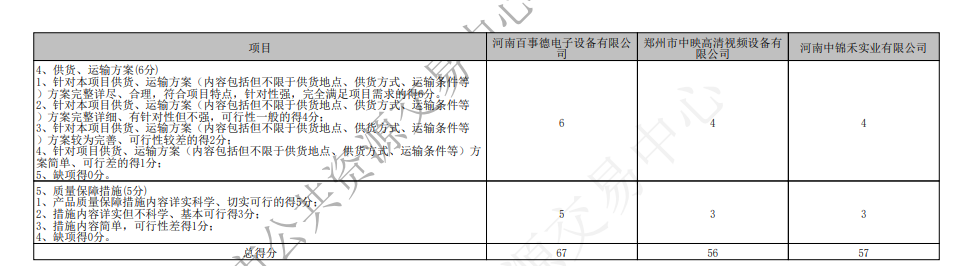 项目
河南百事德电子设备有限公
司
郑州市中映高清视频设备有
限公司
河南中锦禾实业有限公司
4、供货、运输方案(6分)
1、针对本项目供货、运输方案（内容包括但不限于供货地点、供货方式、运输条件等
）方案完整详尽、合理，符合项目特点，针对性强，完全满足项目需求的得6分。
2、针对本项目供货、运输方案（内容包括但不限于供货地点、供货方式、运输条件等
）方案完整详细、有针对性但不强，可行性一般的得4分；
3、针对本项目供货、运输方案（内容包括但不限于供货地点、供货方式、运输条件等
）方案较为完善、可行性较差的得2分；
4、针对项目供货、运输方案（内容包括但不限于供货地点、供货方式、运输条件等）方
案简单、可行差的得1分；
5、缺项得0分。
6
4
4
5、质量保障措施(5分)
1、产品质量保障措施内容详实科学、切实可行的得5分；
2、措施内容详实但不科学、基本可行得3分；
3、措施内容简单，可行性差得1分；
4、缺项得0分。
5
3
3
总得分
67
56
57
市公共资源交易中心
源交易中心